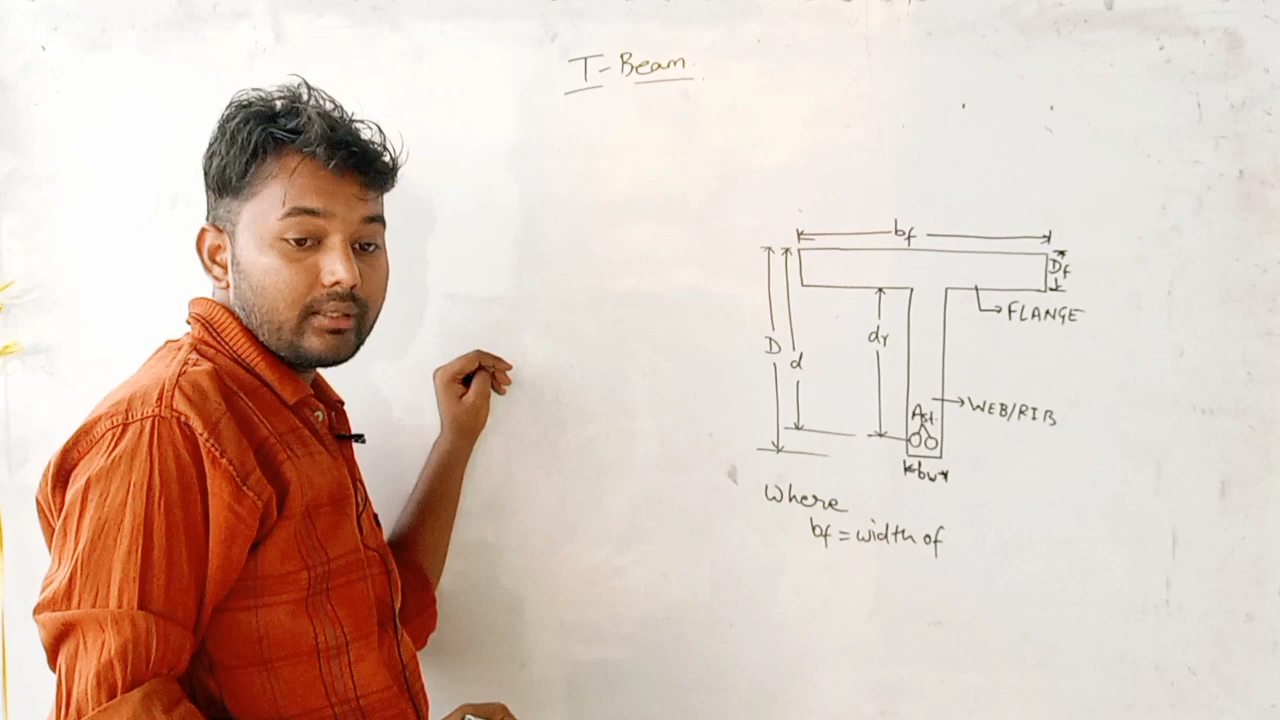 T-Beam
bf
Df
FLANGE
dr
D
d
Ast
WEB/RIB
bw
Where
bf = width of